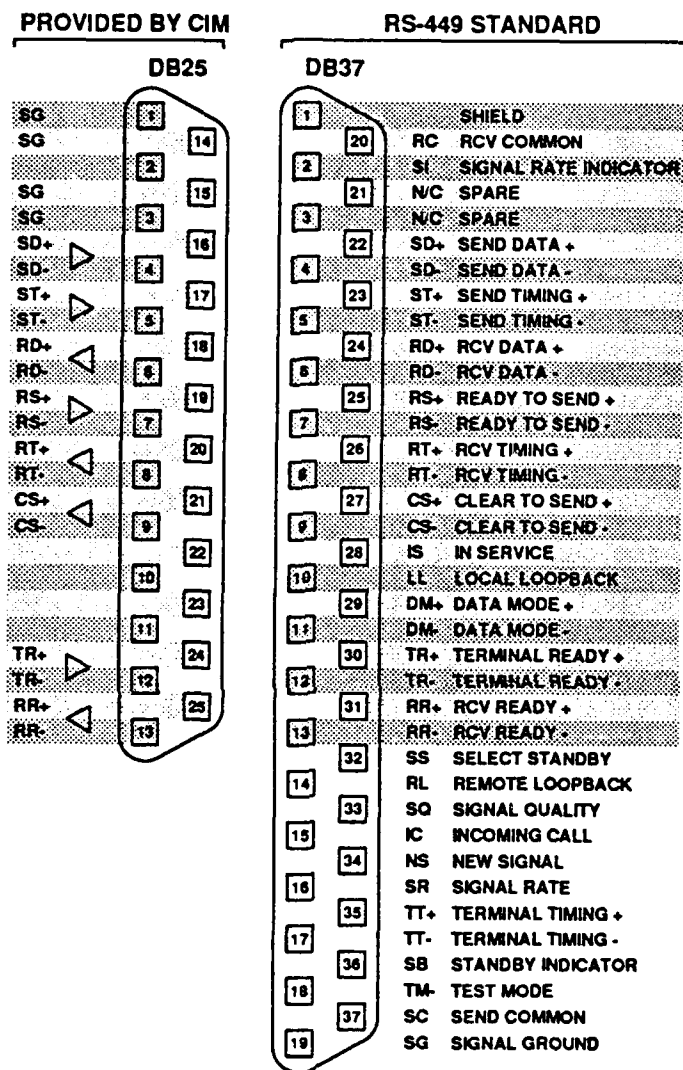 PROVIDED BY CIM RS-449 STANDARD
DB25 DB37
SG 1 1 SHIELD
SG 14 20 RC RCV COMMON
2 2 SI SIGNAL RATE INDICATOR
SG 15 21 N/C SPARE
SG 3 3 N/C SPARE
SD+ 16 22 SD+ SEND DATA +
SD- 4 4 SD- SEND DATA -
ST+ 17 23 ST+ SEND TIMING +
ST- 5 5 ST- SEND TIMING -
RD+ 18 24 RD+ RCV DATA +
RD- 6 6 RD- RCV DATA -
RS+ 19 25 RS+ READY TO SEND +
RS- 7 7 RS- READY TO SEND -
RT+ 20 26 RT+ RCV TIMING +
RT- 8 8 RT- RCV TIMING -
CS+ 21 27 CS+ CLEAR TO SEND +
CS- 9 9 CS- CLEAR TO SEND -
22 28 IS IN SERVICE
10 10 LL LOCAL LOOPBACK
23 29 DM+ DATA MODE +
11 11 DM- DATA MODE -
TR+ 24 30 TR+ TERMINAL READY +
TR- 12 12 TR- TERMINAL READY -
RR+ 25 31 RR+ RCV READY +
RR- 13 13 RR- RCV READY +
32 SS SELECT STANDBY
14 RL REMOTE LOOPBACK
33 SQ SIGNAL QUALITY
15 IC INCOMING CALL
34 NS NEW SIGNAL
16 SR SIGNAL RATE
35 TT+ TERMINAL TIMING +
17 TT- TERMINAL TIMING -
36 SB STANDBY INDICATOR
18 TM- TEST MODE
37 SC SEND COMMON
19 SG SIGNAL GROUND